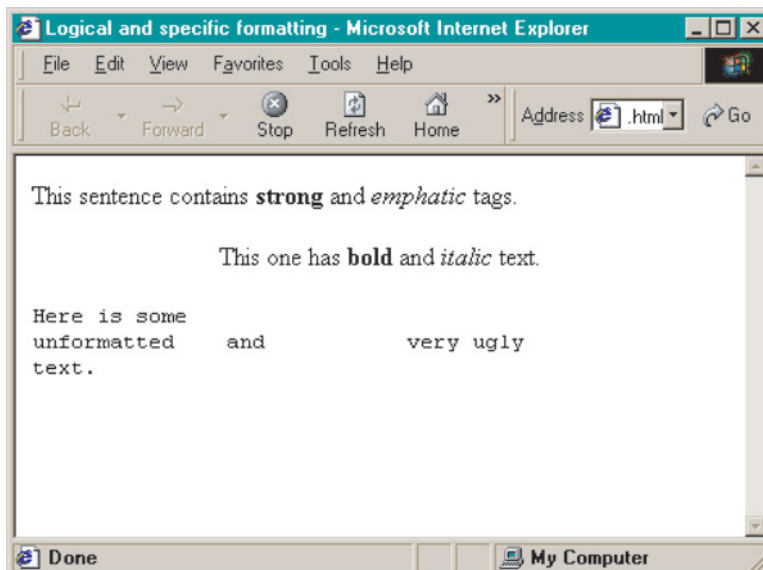 Logical and specific formatting - Microsoft Internet Explorer
File Edit View Favorites Tools Help
Back Forward Stop Refresh Home » Address .html Go
This sentence contains strong and emphatic tags.
This one has bold and italic text.
Here is some
unformatted    and           very ugly
text.
Done My Computer